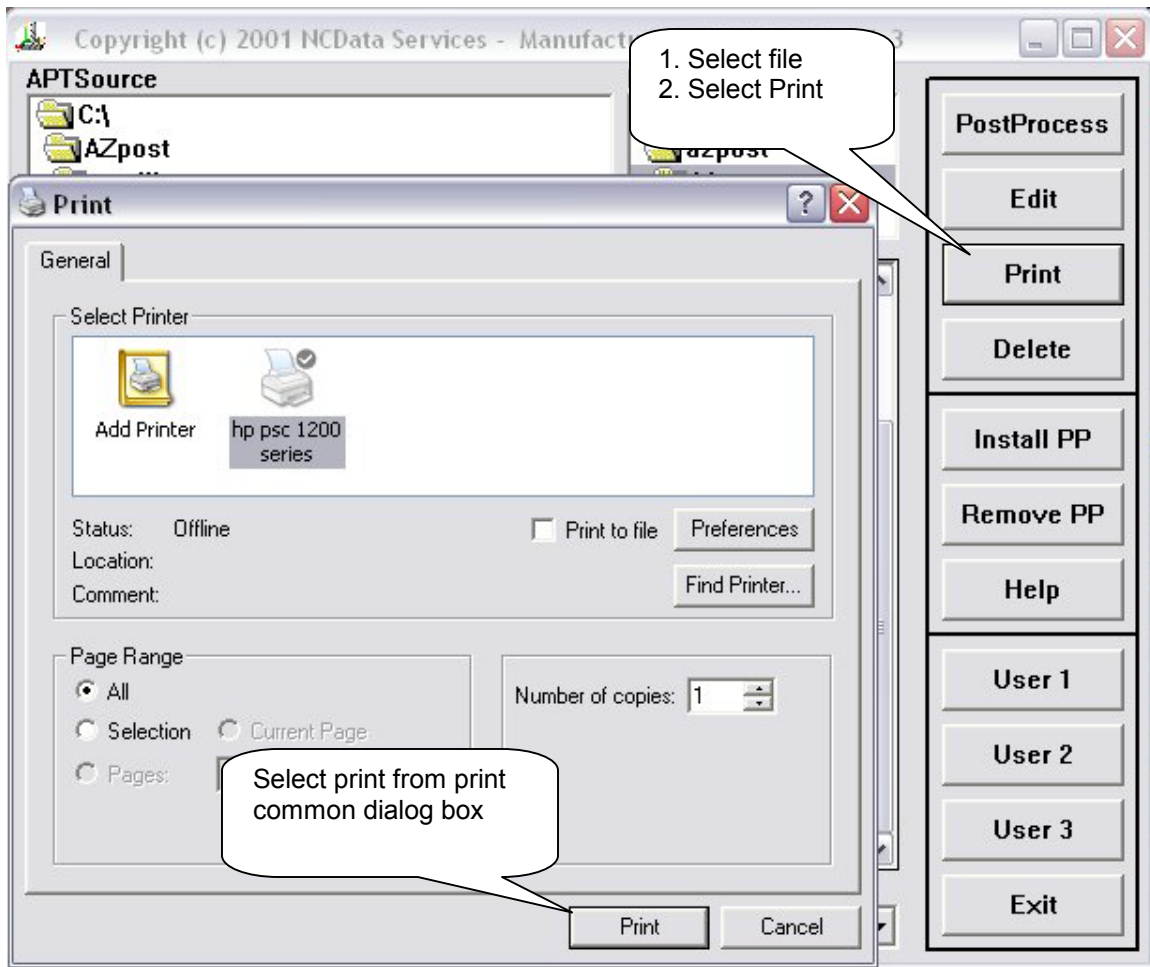 Copyright (c) 2001 NCData Services - Manufact 3
1. Select file
2. Select Print
APTSource
C:\
AZpost
azpost
PostProcess
Edit
Print
Delete
Install PP
Remove PP
Help
User 1
User 2
User 3
Exit
Print
General
Select Printer
Add Printer
hp psc 1200
series
Status: Offline
Print to file
Preferences
Location:
Comment:
Find Printer...
Page Range
All
Selection
Current Page
Pages:
Number of copies: 1
Select print from print
common dialog box
Print
Cancel